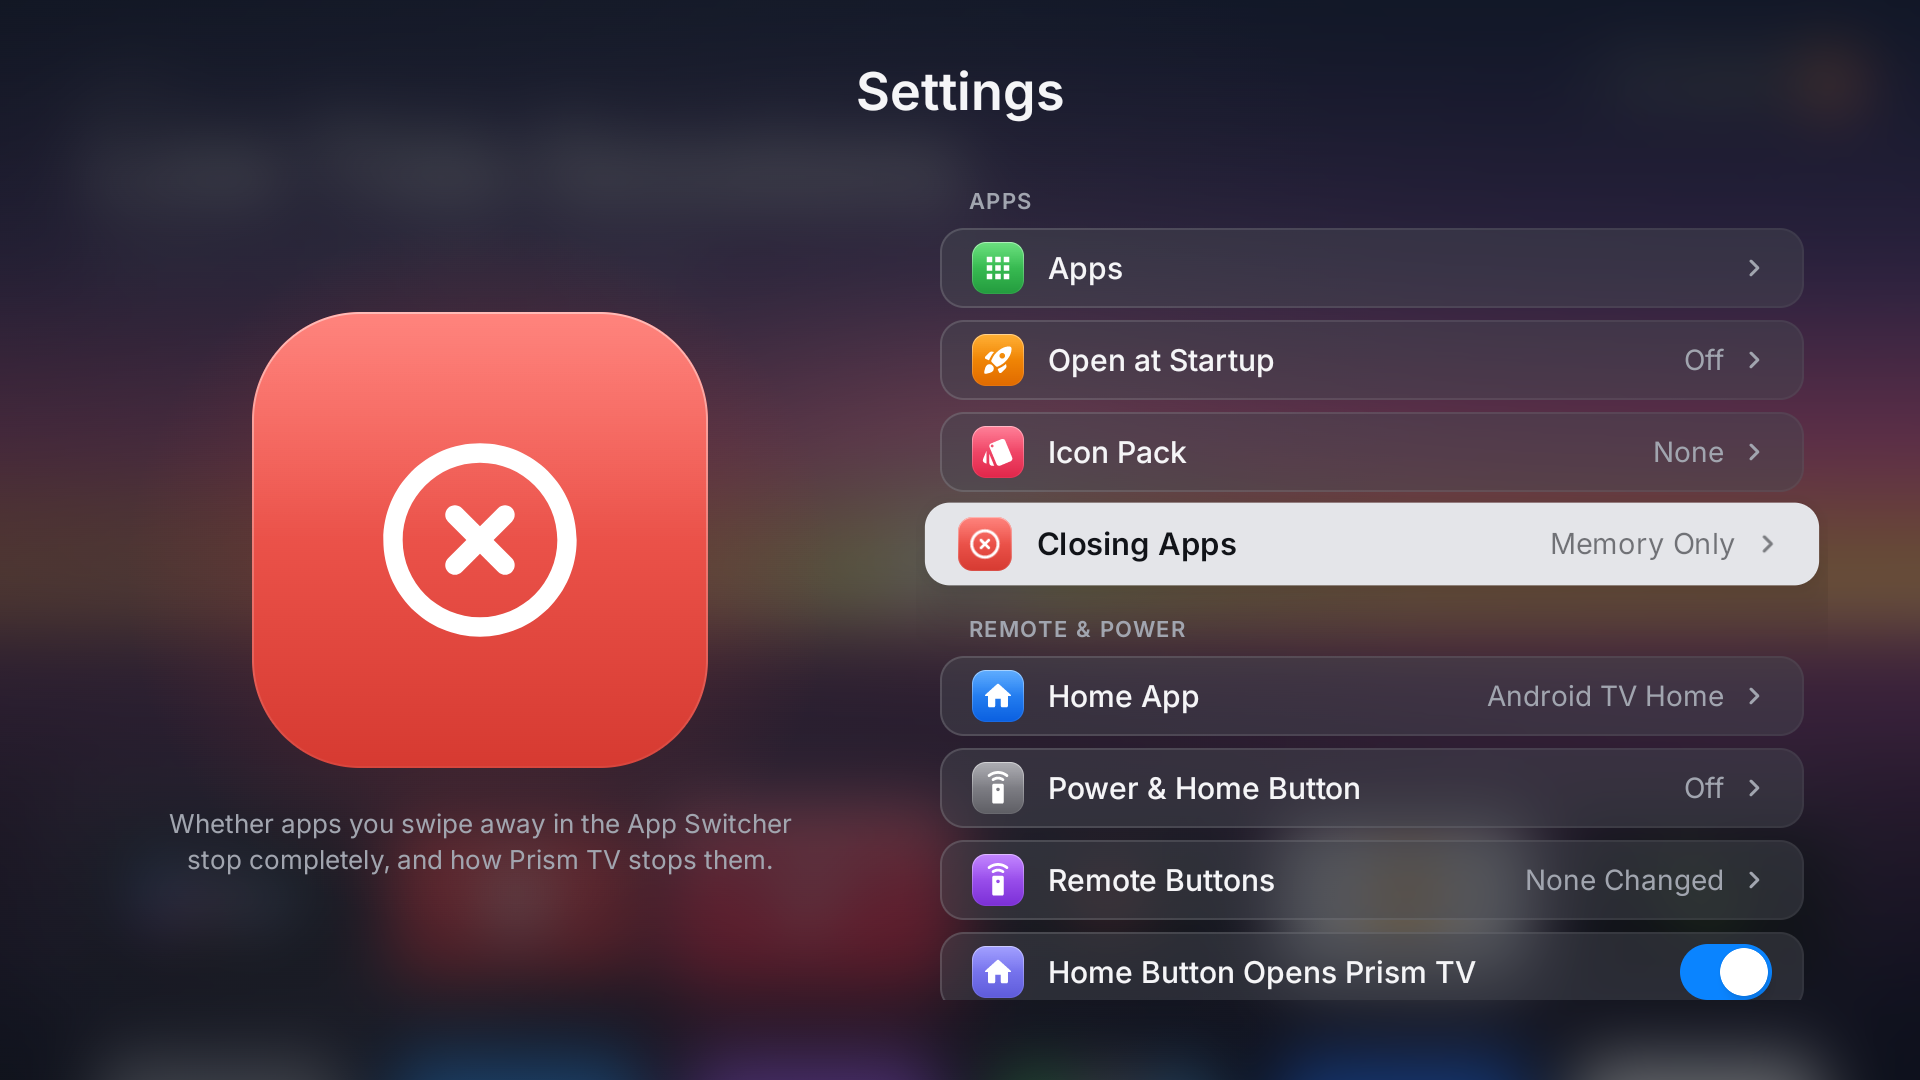 Settings
APPS
Apps
Open at Startup Off
Icon Pack None
Closing Apps Memory Only
Whether apps you swipe away in the App Switcher
stop completely, and how Prism TV stops them.
REMOTE & POWER
Home App Android TV Home
Power & Home Button Off
Remote Buttons None Changed
Home Button Opens Prism TV